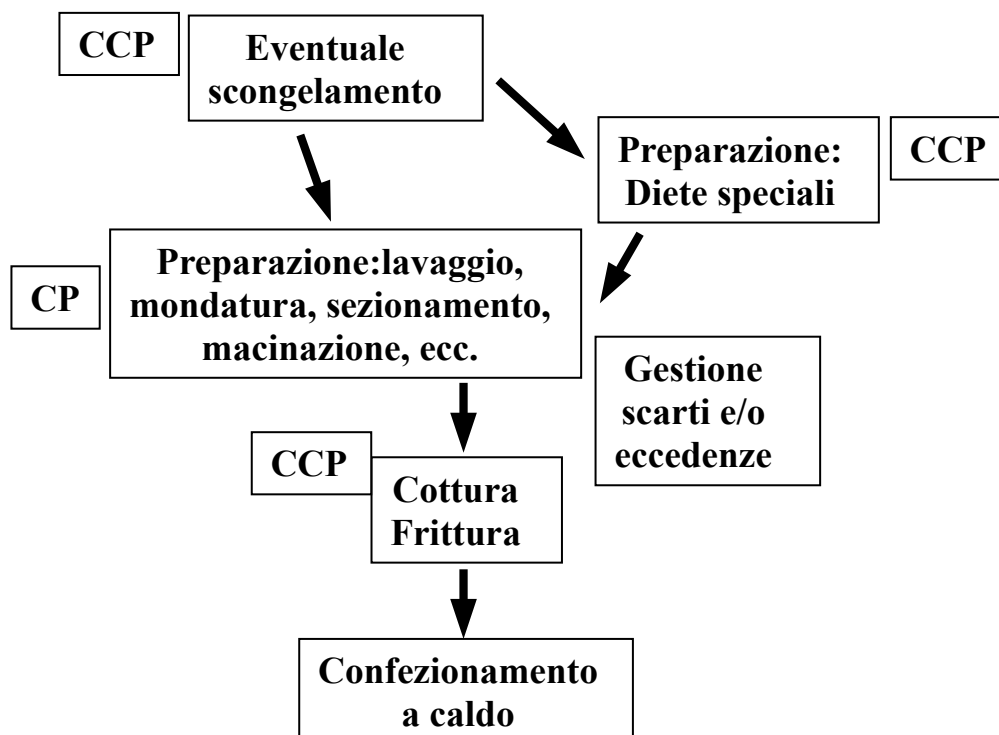 CCP
Eventuale
scongelamento
Preparazione:
Diete speciali
CCP
CP
Preparazione:lavaggio,
mondatura, sezionamento,
macinazione, ecc.
Gestione
scarti e/o
eccedenze
CCP
Cottura
Frittura
Confezionamento
a caldo